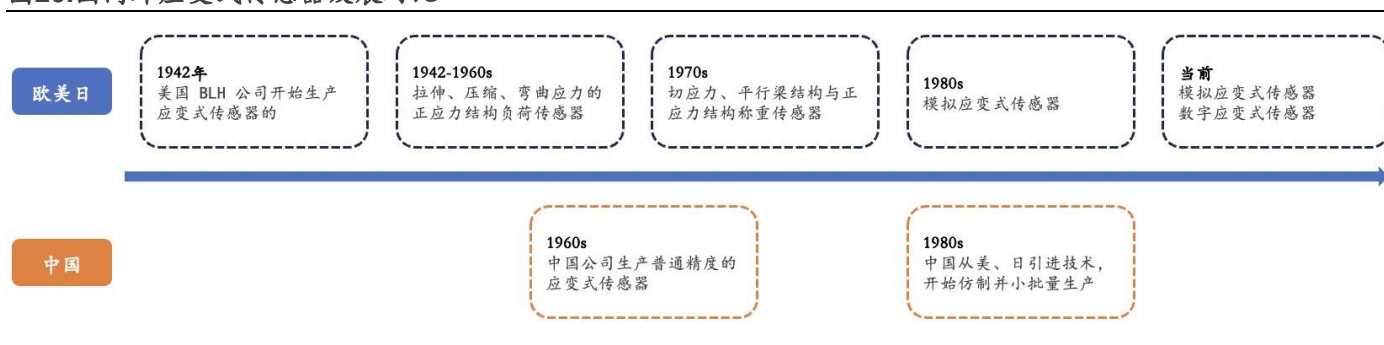 欧美日
1942年
美国 BLH 公司开始生产
应变式传感器的
1942-1960s
拉伸、压缩、弯曲应力的
正应力结构负荷传感器
1970s
切应力、平行梁结构与正
应力结构称重传感器
1980s
模拟应变式传感器
当前
模拟应变式传感器
数字应变式传感器
中国
1960s
中国公司生产普通精度的
应变式传感器
1980s
中国从美、日引进技术，
开始仿制并小批量生产